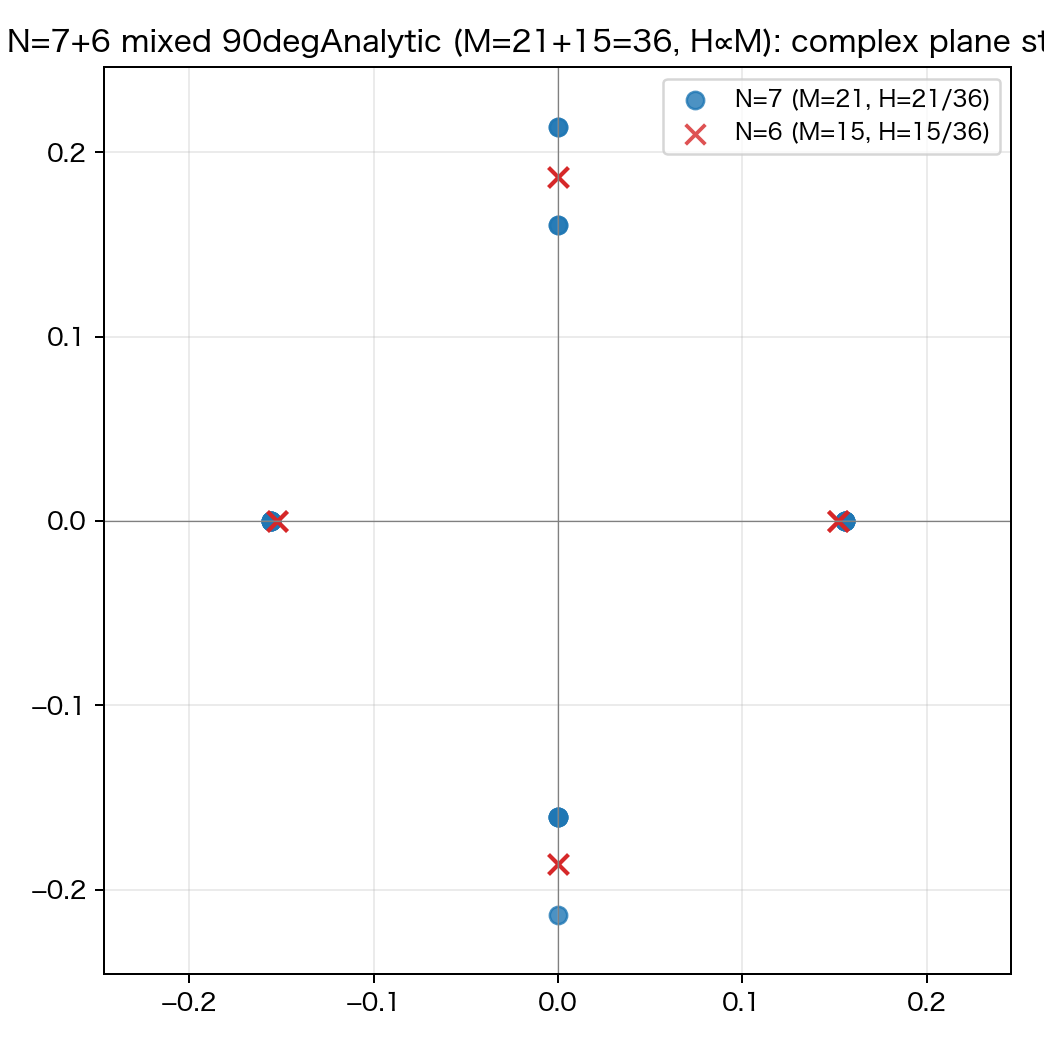 N=7+6 mixed 90degAnalytic (M=21+15=36, H∝M): complex plane st
N=7 (M=21, H=21/36)
N=6 (M=15, H=15/36)
0.2
0.1
0.0
−0.1
−0.2
−0.2 −0.1 0.0 0.1 0.2